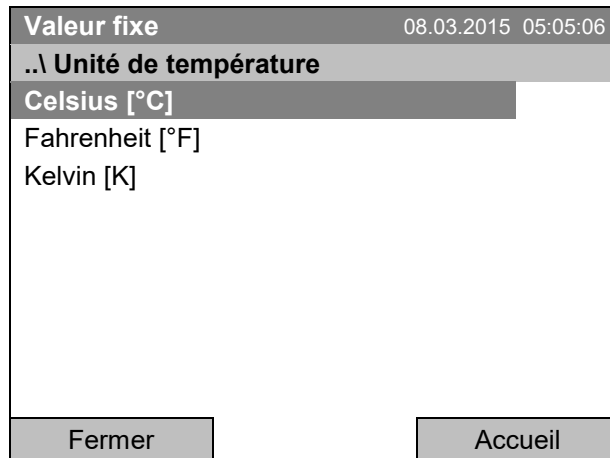 Valeur fixe 08.03.2015 05:05:06
..\ Unité de température
Celsius [°C]
Fahrenheit [°F]
Kelvin [K]
Fermer Accueil